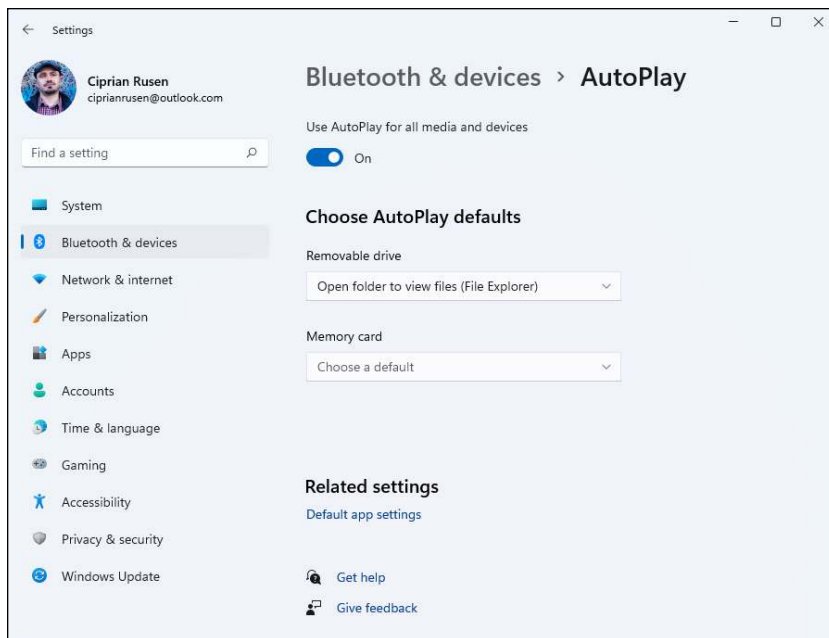 Settings
Ciprian Rusen
ciprianrusen@outlook.com
Find a setting
System
Bluetooth & devices
Network & internet
Personalization
Apps
Accounts
Time & language
Gaming
Accessibility
Privacy & security
Windows Update
Bluetooth & devices > AutoPlay
Use AutoPlay for all media and devices
On
Choose AutoPlay defaults
Removable drive
Open folder to view files (File Explorer)
Memory card
Choose a default
Related settings
Default app settings
Get help
Give feedback